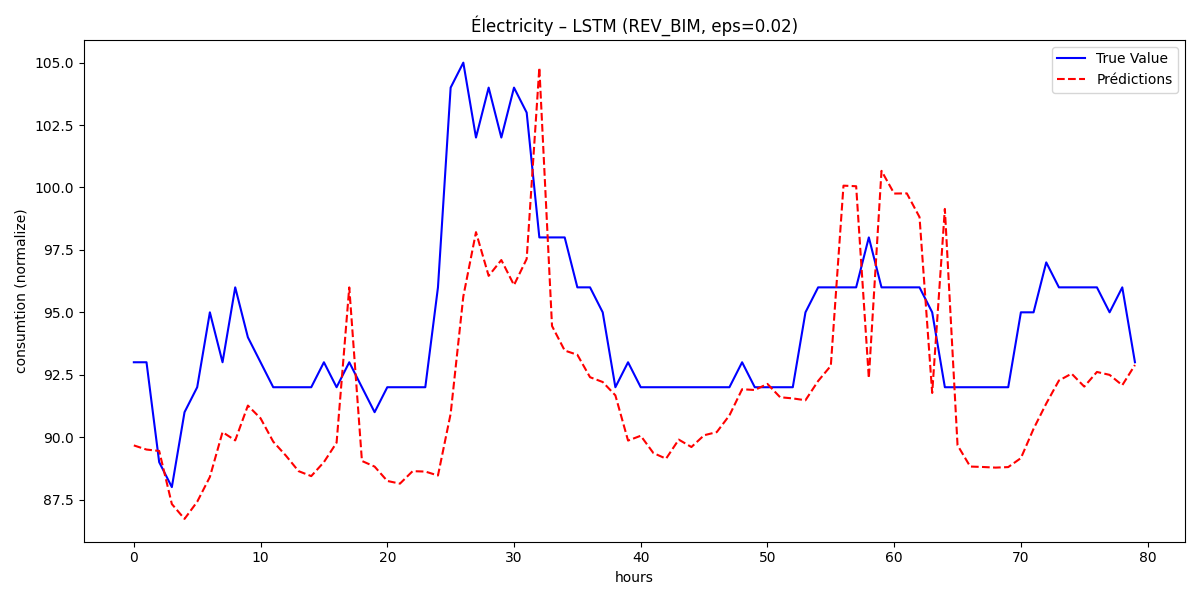 Électricity – LSTM (REV_BIM, eps=0.02)
True Value
Prédictions
105.0
102.5
100.0
97.5
95.0
92.5
90.0
87.5
consumtion (normalize)
0 10 20 30 40 50 60 70 80
hours